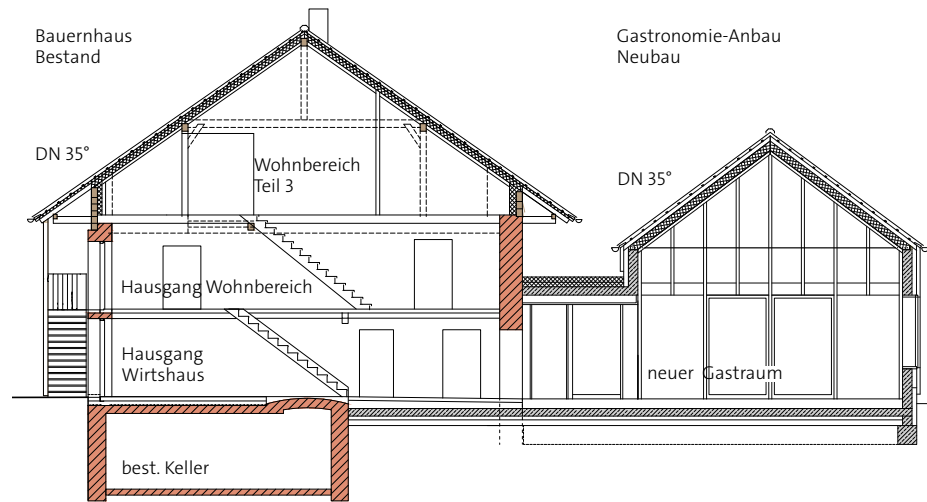 Bauernhaus
Bestand
Gastronomie-Anbau
Neubau
DN 35°
Wohnbereich
Teil 3
DN 35°
Hausgang Wohnbereich
Hausgang
Wirtshaus
neuer Gastraum
best. Keller